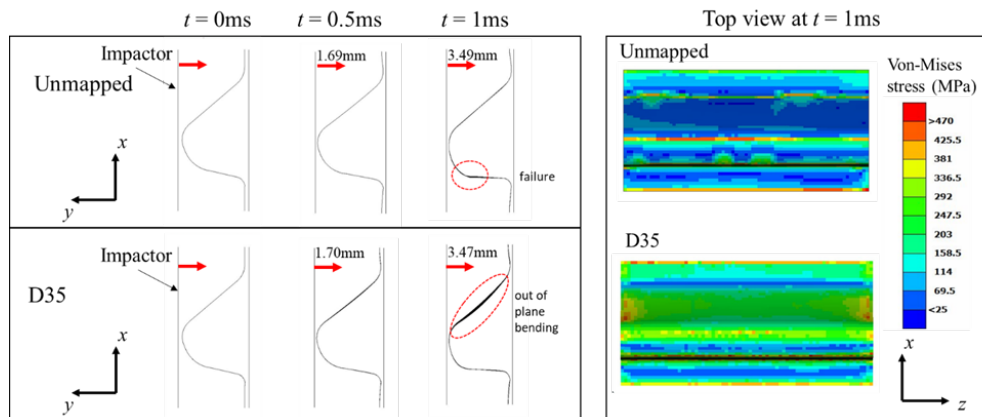 t = 0ms
t = 0.5ms
t = 1ms
Impactor
Unmapped
1.69mm
3.49mm
failure
x
y
Impactor
D35
1.70mm
3.47mm
out of
plane
bending
x
y
Top view at t = 1ms
Unmapped
Von-Mises
stress (MPa)
>470
425.5
381
336.5
292
247.5
203
158.5
114
69.5
<25
D35
x
z